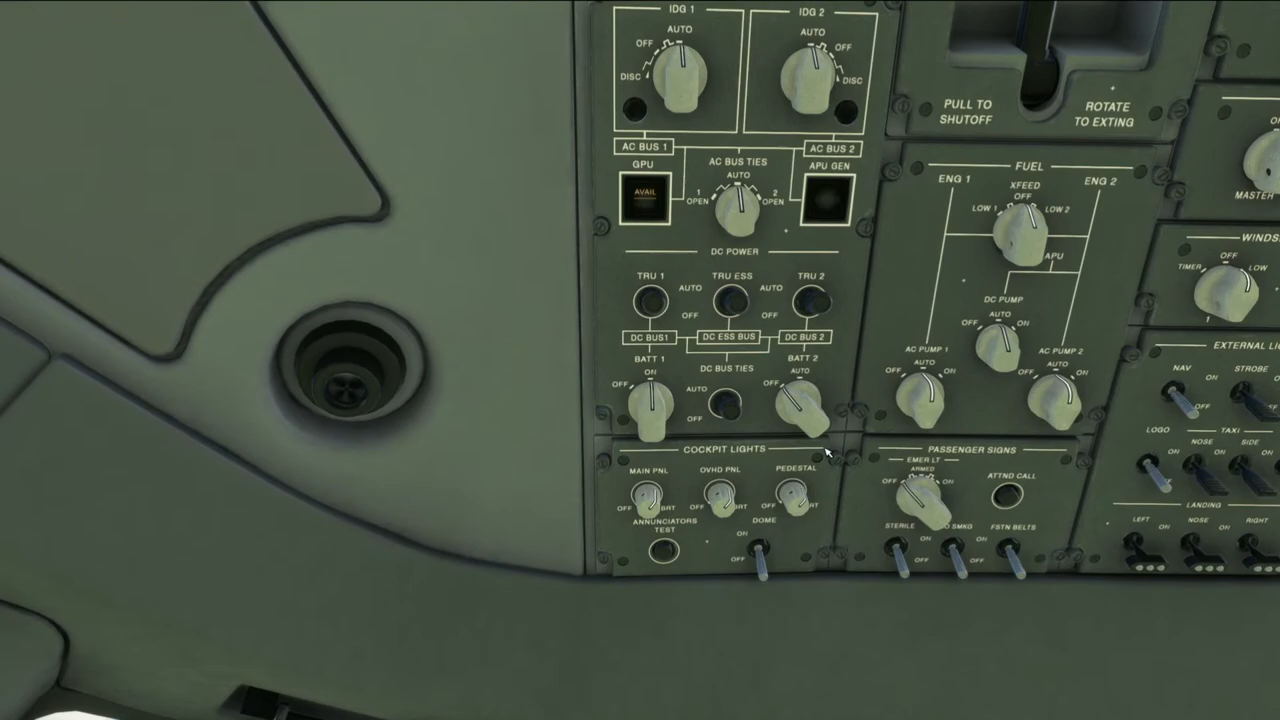 IDG 1
AUTO
OFF
DISC
IDG 2
AUTO
OFF
DISC
AC BUS 1
AC BUS 2
GPU
AVAIL
AC BUS TIES
AUTO
1
OPEN
2
OPEN
APU GEN
DC POWER
TRU 1
AUTO
TRU ESS
AUTO
TRU 2
OFF
OFF
DC BUS1
DC ESS BUS
DC BUS 2
BATT 1
ON
OFF
DC BUS TIES
AUTO
OFF
BATT 2
AUTO
OFF
COCKPIT LIGHTS
MAIN PNL
OVHD PNL
PEDESTAL
OFF
BRT
OFF
BRT
OFF
ANNUNCIATORS
TEST
DOME
ON
OFF
PULL TO
SHUTOFF
ROTATE
TO EXTING
FUEL
ENG 1
ENG 2
XFEED
OFF
LOW 1
LOW 2
APU
DC PUMP
AUTO
OFF
ON
AC PUMP 1
AUTO
OFF
ON
AC PUMP 2
AUTO
OFF
ON
PASSENGER SIGNS
EMER LT
ARMED
OFF
ON
ATTND CALL
STERILE
ON
OFF
SMKG
ON
OFF
FSTN BELTS
MASTER
TIMER
OFF
LOW
NAV
ON
OFF
STROBE
LOGO
ON
TAXI
NOSE
ON
SIDE
ON
LANDING
LEFT
ON
NOSE
ON
RIGHT